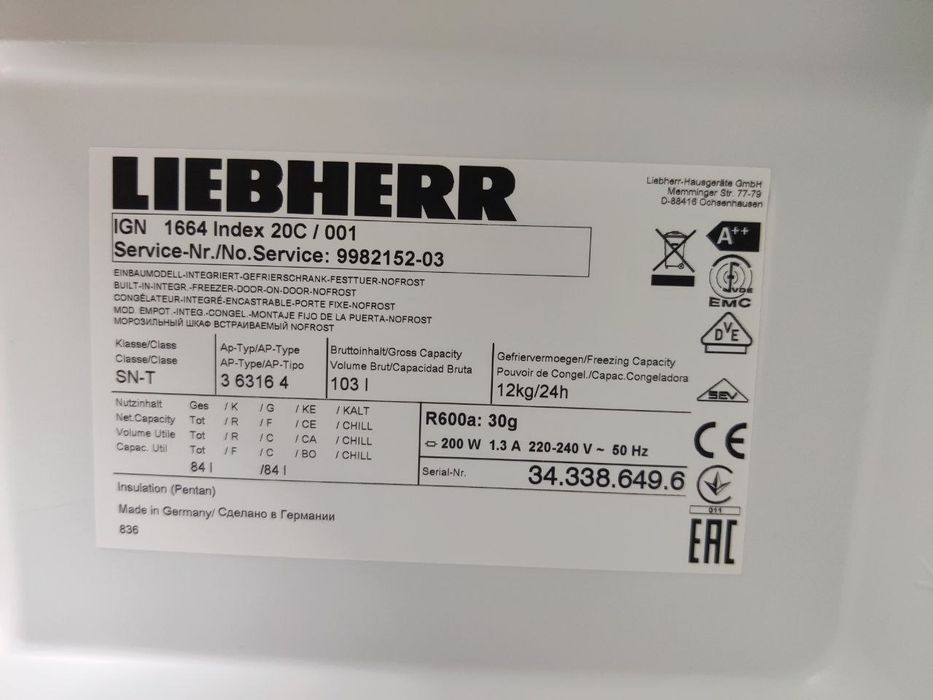 LIEBHERR
Liebherr-Hausgeräte GmbH
Memminger Str. 77-79
D-88416 Ochsenhausen
IGN 1664 Index 20C / 001
Service-Nr./No.Service: 9982152-03
A++
VDE
EMC
EINBAUMODELL-INTEGRIERT-GEFRIERSCHRANK-FESTTUER-NOFROST
BUILT-IN-INTEGR.-FREEZER-DOOR-ON-DOOR-NOFROST
CONGÉLATEUR-INTEGRÉ-ENCASTRABLE-PORTE FIXE-NOFROST
MOD. EMPOT.-INTEG.-CONGEL.-MONTAJE FIJO DE LA PUERTA-NOFROST
МОРОЗИЛЬНЫЙ ШКАФ ВСТРАИВАЕМЫЙ NOFROST
DVE
Klasse/Class
Classe/Clase
SN-T
Ap-Typ/AP-Type
AP-Type/AP-Tipo
3 6316 4
Bruttoinhalt/Gross Capacity
Volume Brut/Capacidad Bruta
103 l
Gefriervermoegen/Freezing Capacity
Pouvoir de Congel./Capac.Congeladora
12kg/24h
SEV
Nutzinhalt Ges / K / G / KE / KALT
Net.Capacity Tot / R / F / CE / CHILL
Volume Utile Tot / R / C / CA / CHILL
Capac. Util Tot / F / C / BO / CHILL
84 l /84 l
R600a: 30g
200 W 1.3 A 220-240 V ~ 50 Hz
Serial-Nr. 34.338.649.6
CE
Insulation (Pentan)
Made in Germany/ Сделано в Германии
836
011
EAC